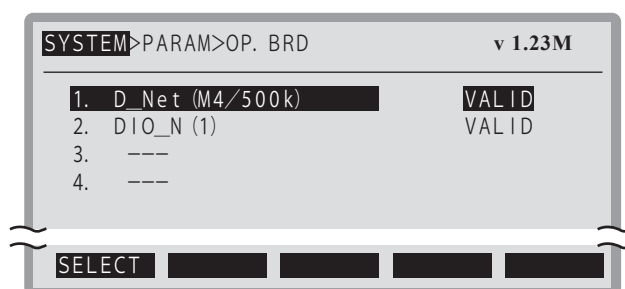 SYSTEM>PARAM>OP. BRD v 1.23M
1. D_Net (M4/500k) VALID
2. DIO_N (1) VALID
3. ---
4. ---
SELECT